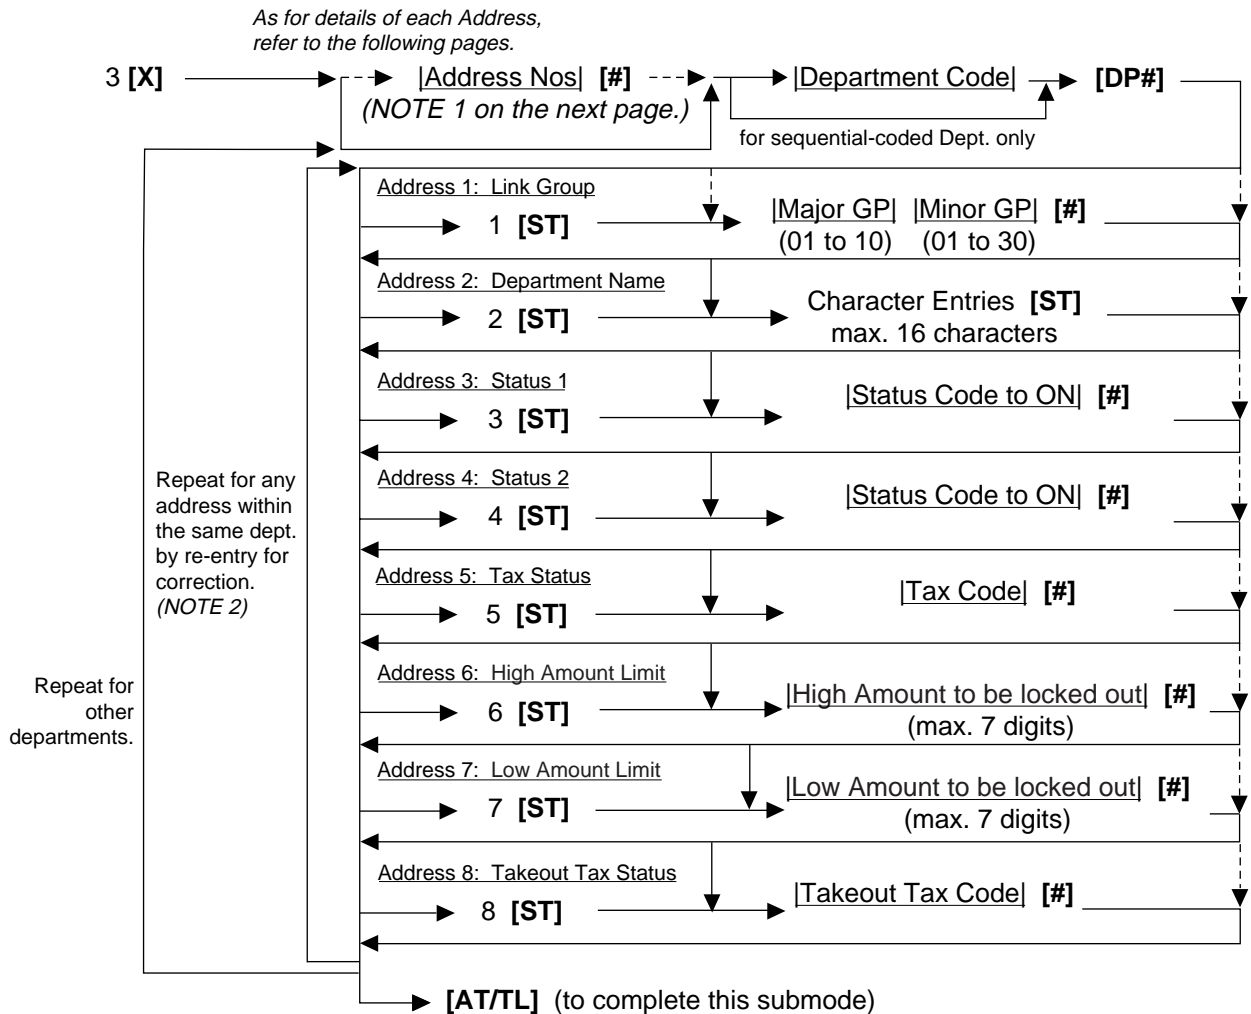 As for details of each Address,
refer to the following pages.
3 [X] |Address Nos| [#] |Department Code| [DP#]
(NOTE 1 on the next page.)
for sequential-coded Dept. only
Address 1: Link Group
1 [ST] |Major GP| |Minor GP| [#]
(01 to 10) (01 to 30)
Address 2: Department Name
2 [ST] Character Entries [ST]
max. 16 characters
Address 3: Status 1
3 [ST] |Status Code to ON| [#]
Address 4: Status 2
4 [ST] |Status Code to ON| [#]
Repeat for any
address within
the same dept.
by re-entry for
correction.
(NOTE 2)
Address 5: Tax Status
5 [ST] |Tax Code| [#]
Address 6: High Amount Limit
6 [ST] |High Amount to be locked out| [#]
(max. 7 digits)
Repeat for
other
departments.
Address 7: Low Amount Limit
7 [ST] |Low Amount to be locked out| [#]
(max. 7 digits)
Address 8: Takeout Tax Status
8 [ST] |Takeout Tax Code| [#]
[AT/TL] (to complete this submode)